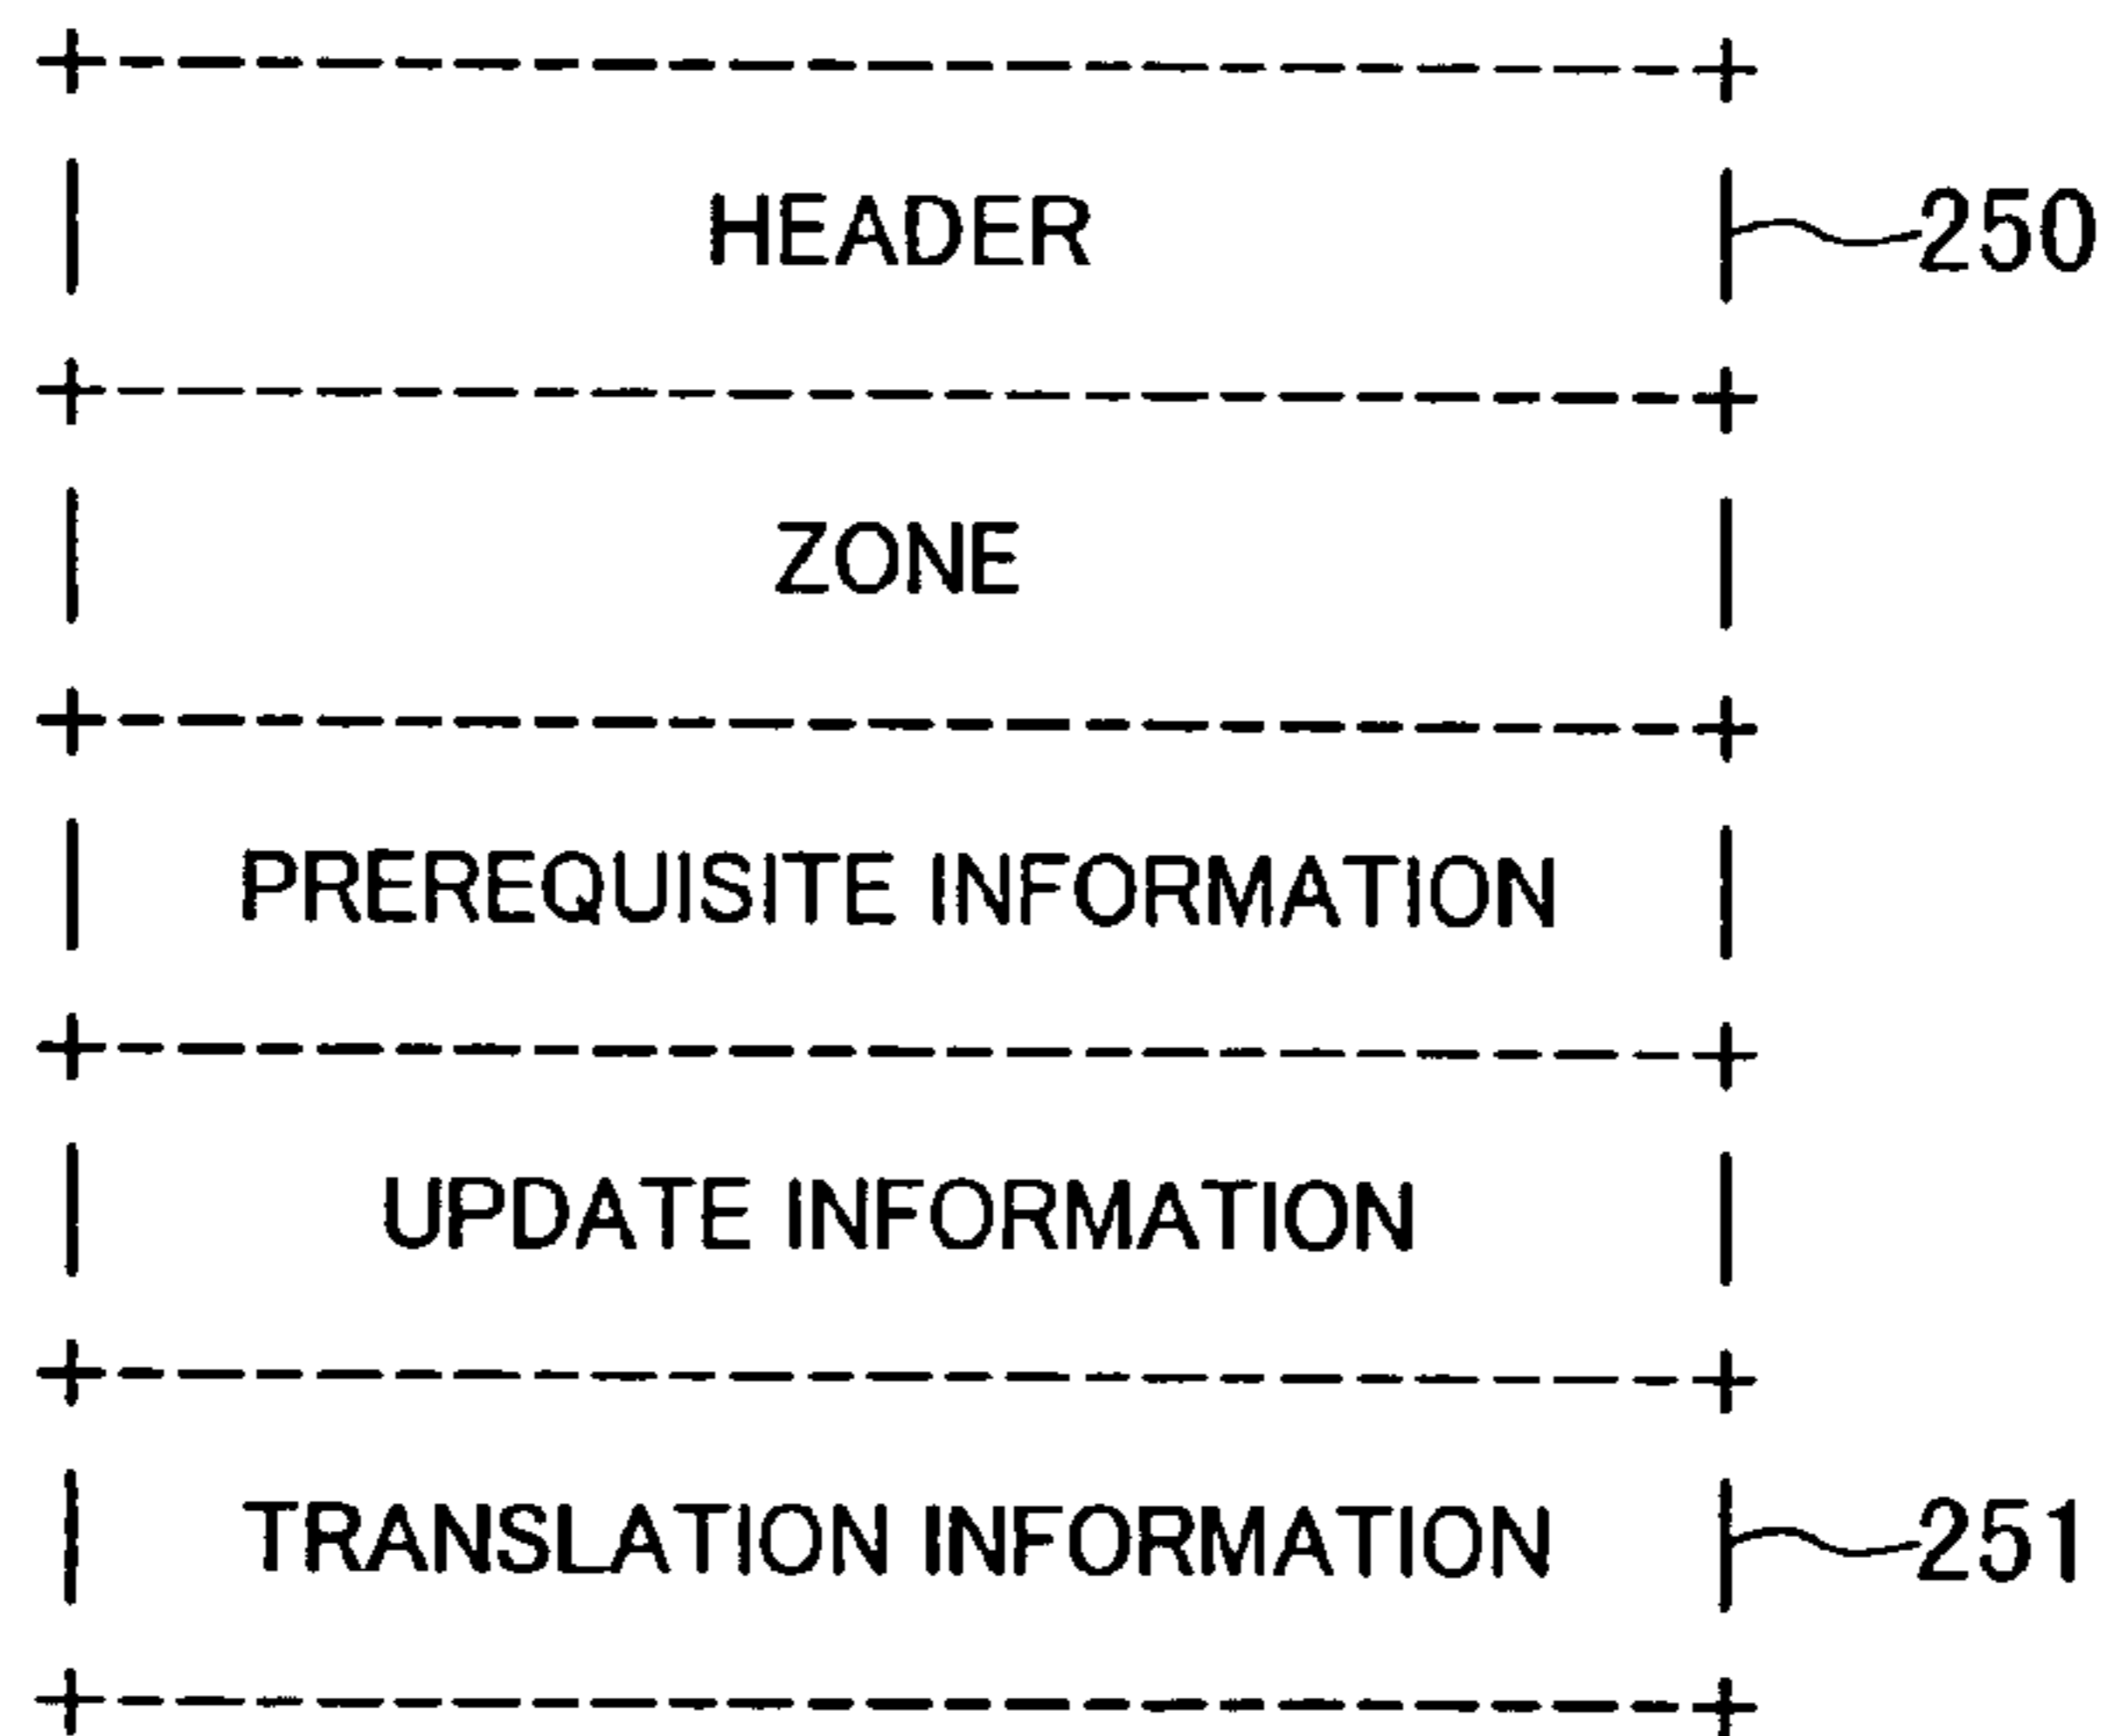 HEADER 250
ZONE
PREREQUISITE INFORMATION
UPDATE INFORMATION
TRANSLATION INFORMATION 251